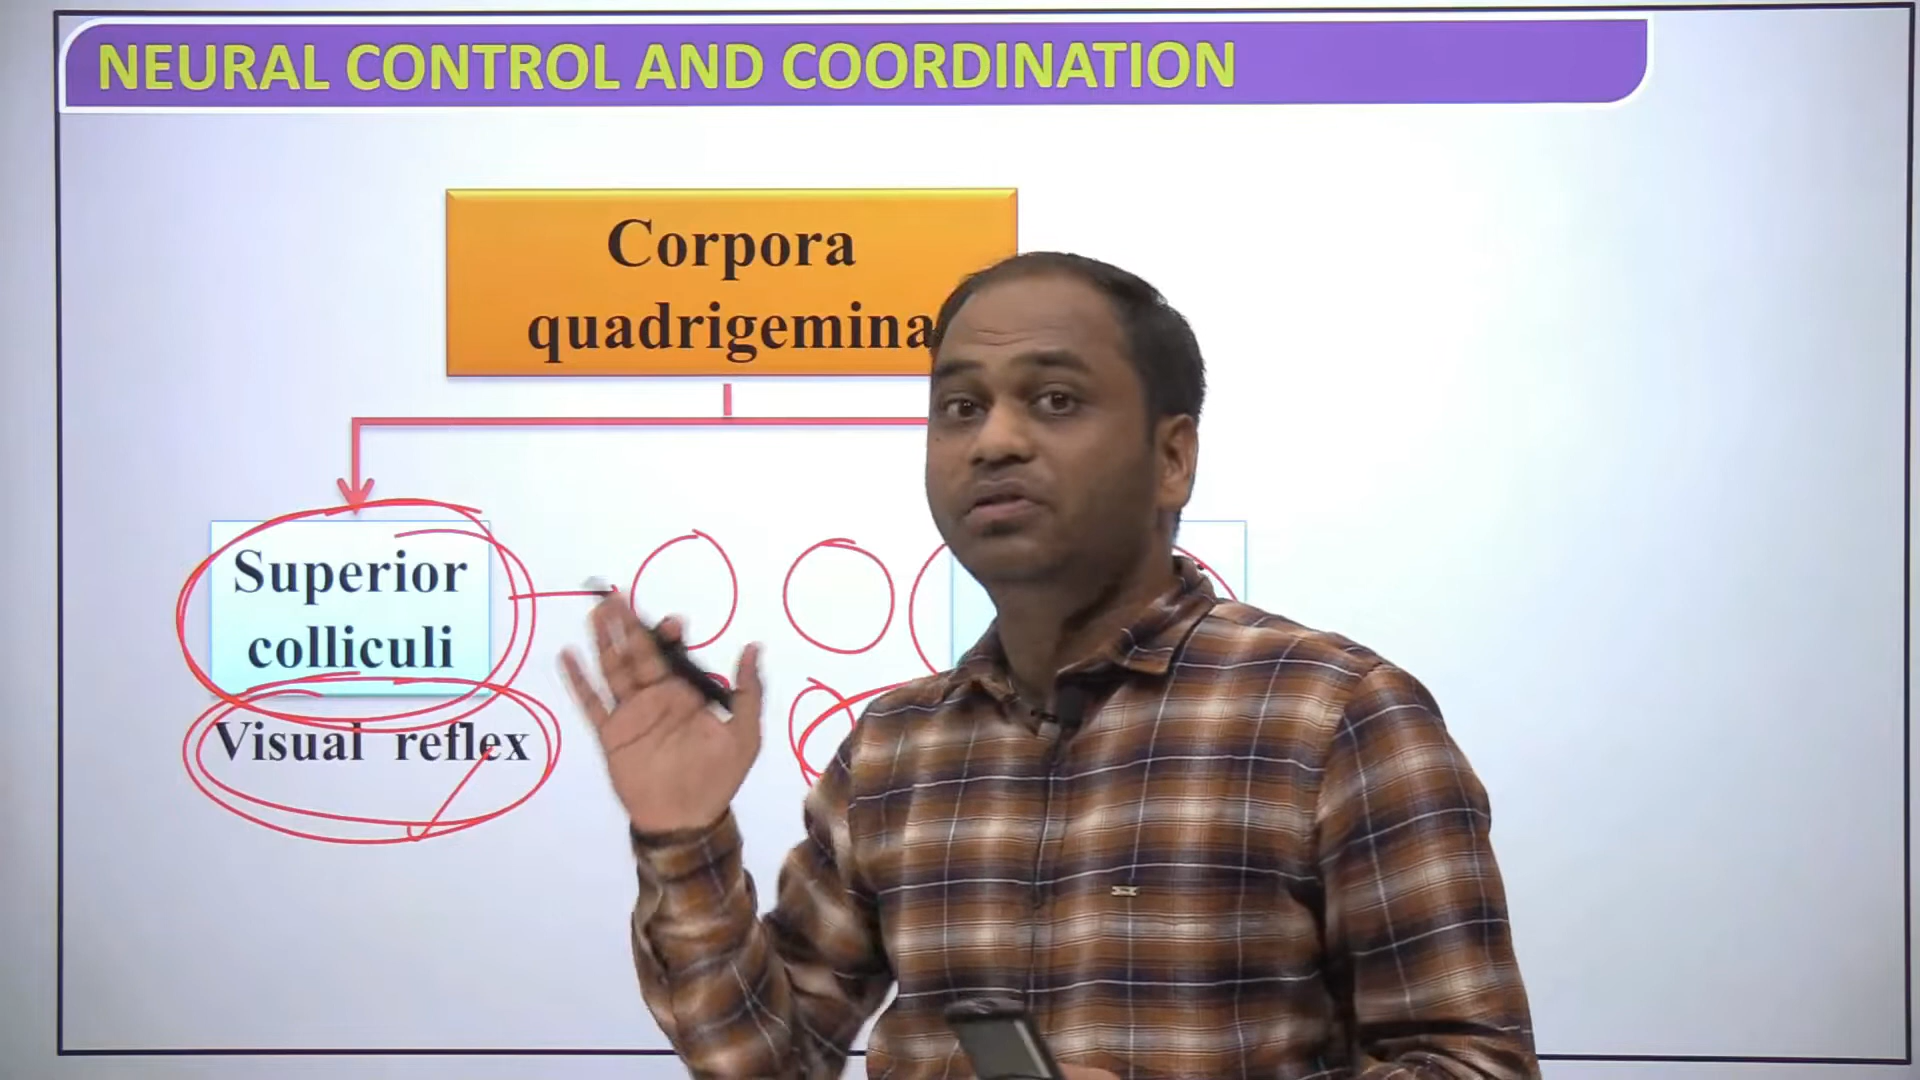 NEURAL CONTROL AND COORDINATION
Corpora
quadrigemina
Superior
colliculi
Visual reflex